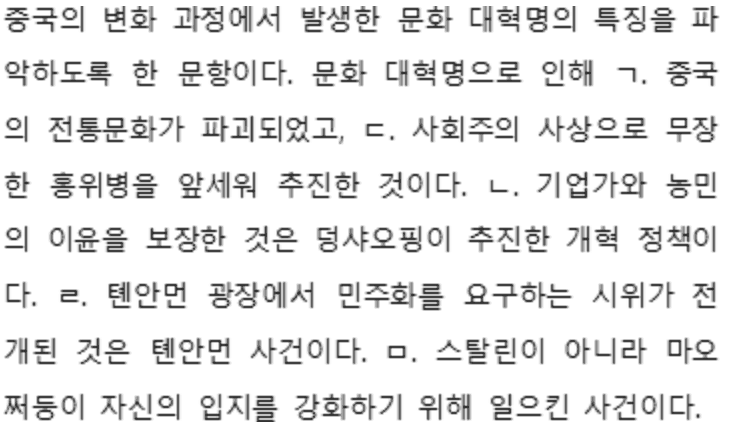 중국의 변화 과정에서 발생한 문화 대혁명의 특징을 파
악하도록 한 문항이다. 문화 대혁명으로 인해 ㄱ. 중국
의 전통문화가 파괴되었고, ㄷ. 사회주의 사상으로 무장
한 홍위병을 앞세워 추진한 것이다. ㄴ. 기업가와 농민
의 이윤을 보장한 것은 덩샤오핑이 추진한 개혁 정책이
다. ㄹ. 톈안먼 광장에서 민주화를 요구하는 시위가 전
개된 것은 톈안먼 사건이다. ㅁ. 스탈린이 아니라 마오
쩌둥이 자신의 입지를 강화하기 위해 일으킨 사건이다.